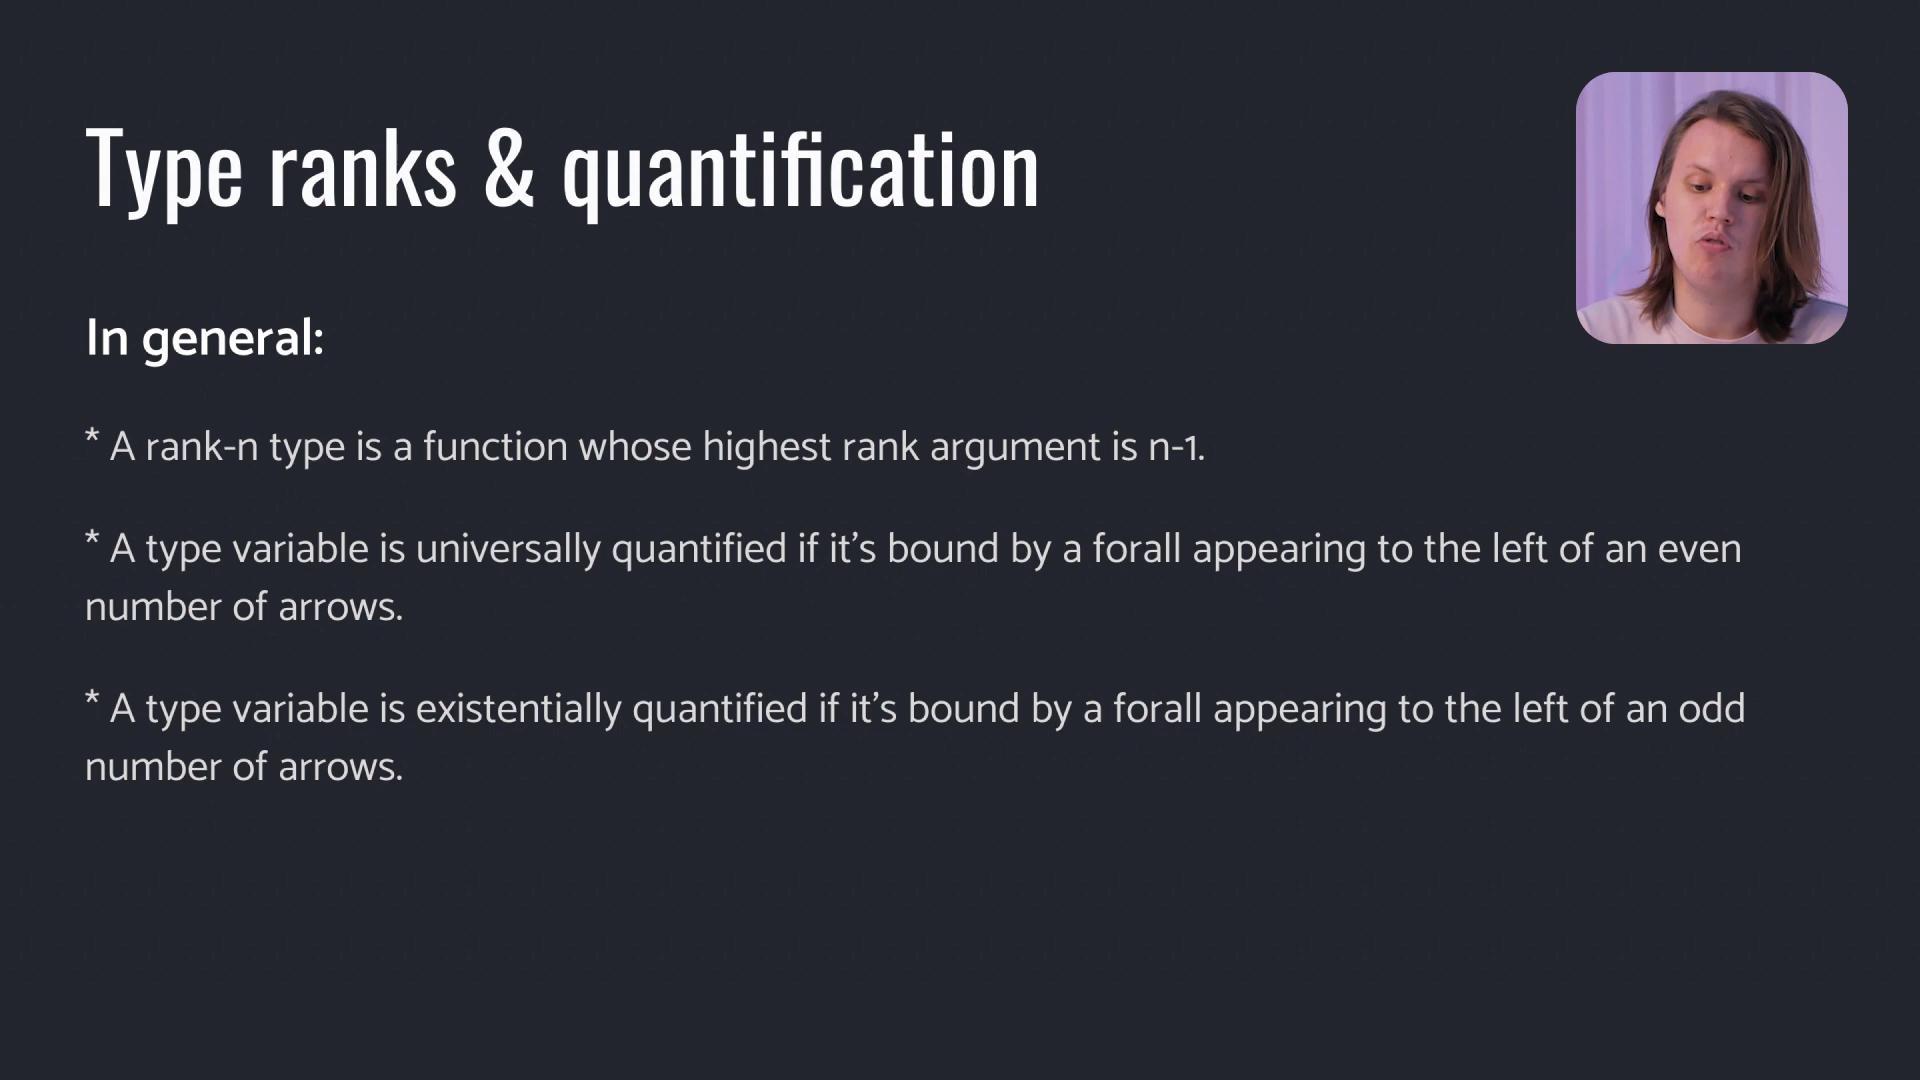 Type ranks & quantification
In general:
* A rank-n type is a function whose highest rank argument is n-1.
* A type variable is universally quantified if it’s bound by a forall appearing to the left of an even
number of arrows.
* A type variable is existentially quantified if it’s bound by a forall appearing to the left of an odd
number of arrows.